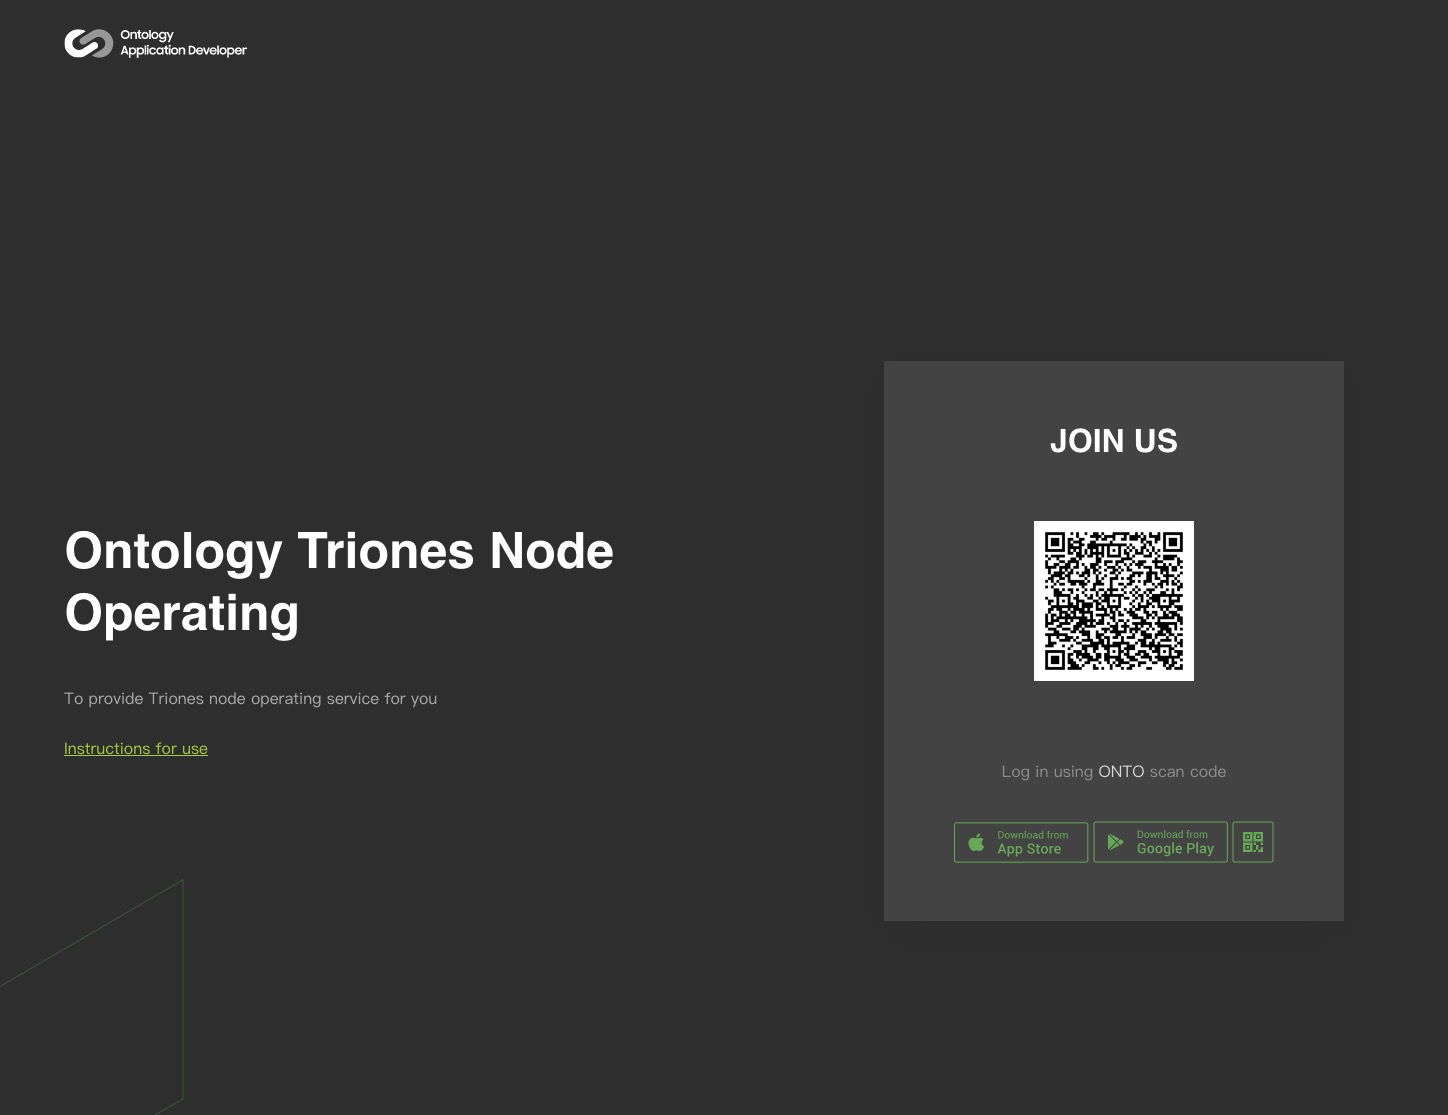 Ontology
Application Developer
JOIN US
Ontology Triones Node
Operating
To provide Triones node operating service for you
Instructions for use
Log in using ONTO scan code
Download from
App Store
Download from
Google Play